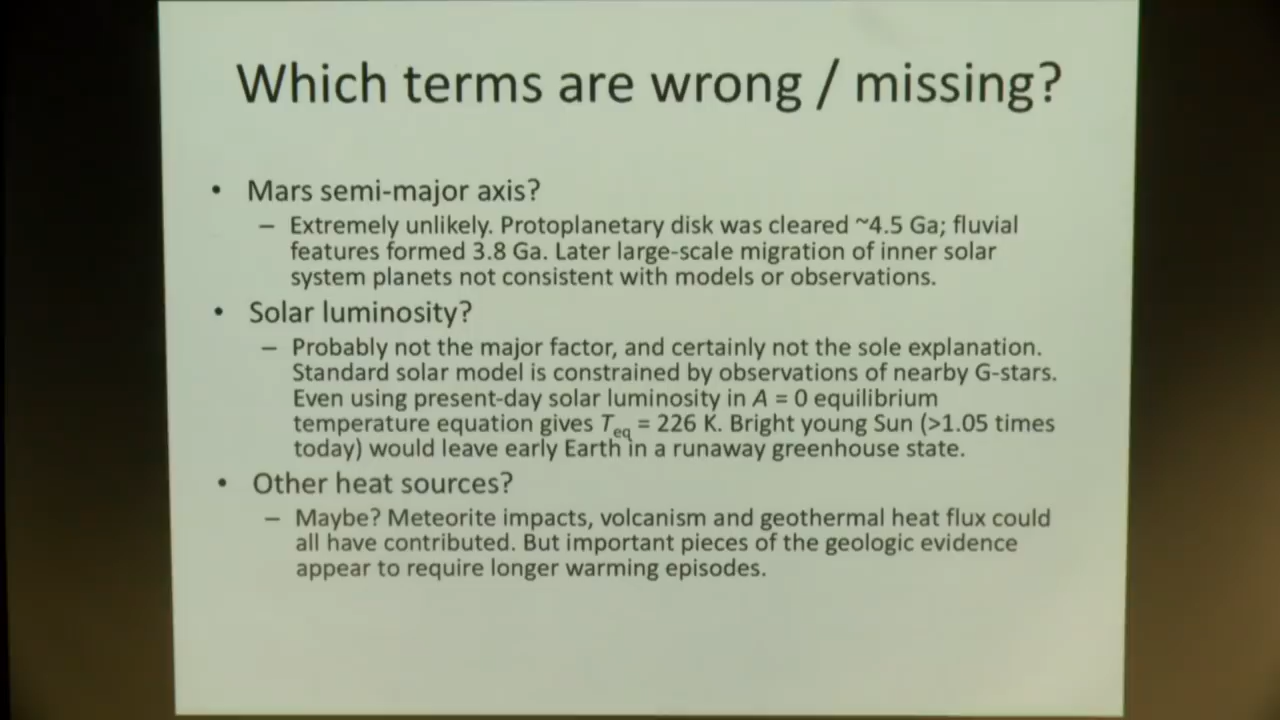 Which terms are wrong / missing?
• Mars semi-major axis?
– Extremely unlikely. Protoplanetary disk was cleared ~4.5 Ga; fluvial
features formed 3.8 Ga. Later large-scale migration of inner solar
system planets not consistent with models or observations.
• Solar luminosity?
– Probably not the major factor, and certainly not the sole explanation.
Standard solar model is constrained by observations of nearby G-stars.
Even using present-day solar luminosity in A = 0 equilibrium
temperature equation gives Teq = 226 K. Bright young Sun (>1.05 times
today) would leave early Earth in a runaway greenhouse state.
• Other heat sources?
– Maybe? Meteorite impacts, volcanism and geothermal heat flux could
all have contributed. But important pieces of the geologic evidence
appear to require longer warming episodes.